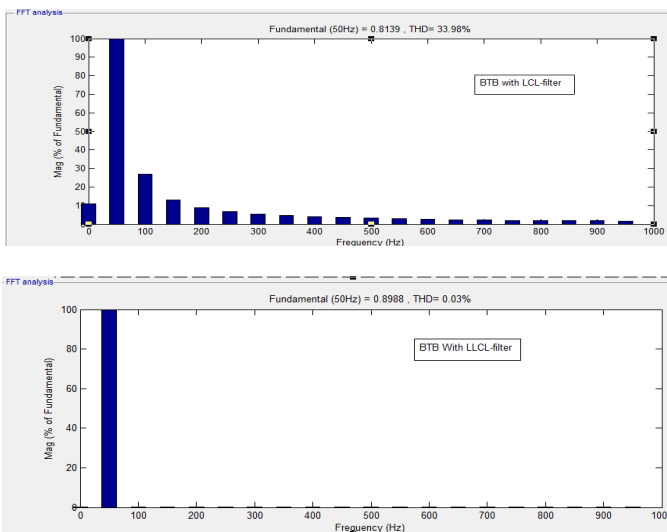 FFT analysis
Fundamental (50Hz) = 0.8139 , THD= 33.98%
BTB with LCL-filter
Mag (% of Fundamental)
100
90
80
70
60
50
40
30
20
10
0
0 100 200 300 400 500 600 700 800 900 1000
Frequency (Hz)
FFT analysis
Fundamental (50Hz) = 0.8988 , THD= 0.03%
BTB With LLCL-filter
Mag (% of Fundamental)
100
80
60
40
20
0
0 100 200 300 400 500 600 700 800 900 1000
Frequency (Hz)